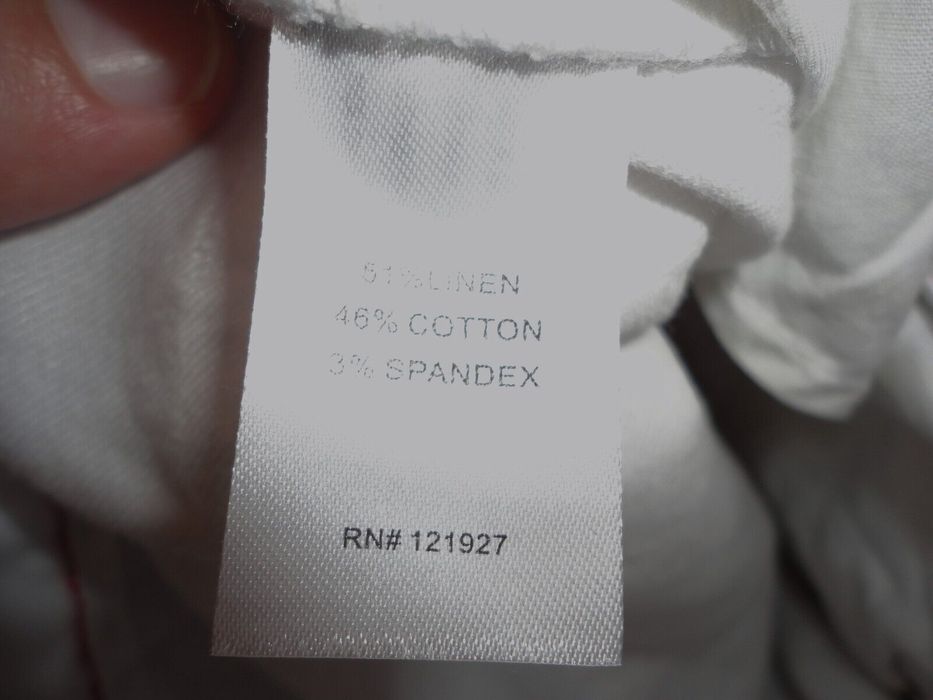 51%LINEN
46% COTTON
3% SPANDEX
RN# 121927